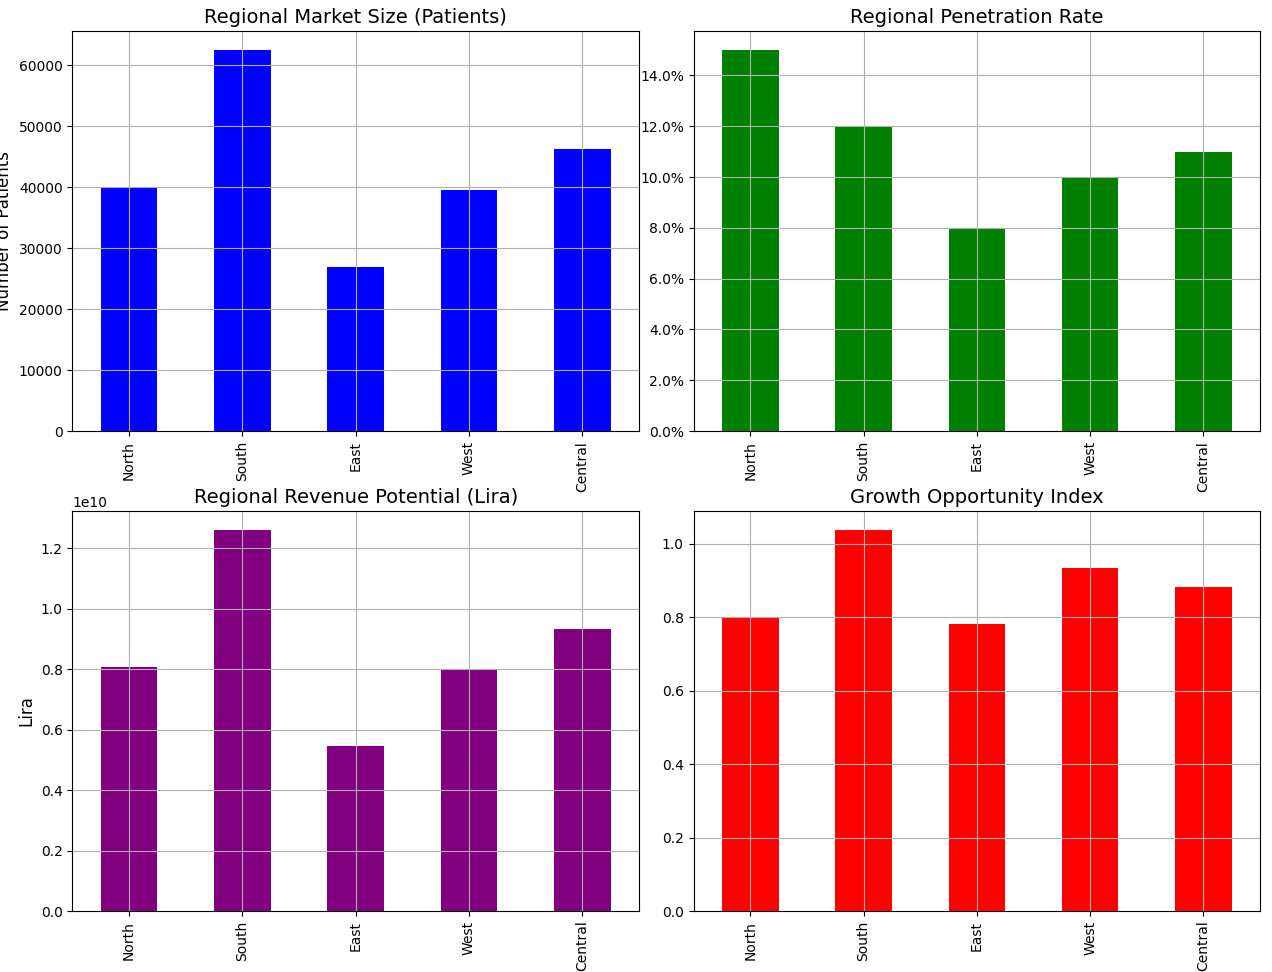 Regional Market Size (Patients)
Number of Patients
60000
50000
40000
30000
20000
10000
0
North
South
East
West
Central
Regional Penetration Rate
14.0%
12.0%
10.0%
8.0%
6.0%
4.0%
2.0%
0.0%
North
South
East
West
Central
Regional Revenue Potential (Lira)
1e10
Lira
1.2
1.0
0.8
0.6
0.4
0.2
0.0
North
South
East
West
Central
Growth Opportunity Index
1.0
0.8
0.6
0.4
0.2
0.0
North
South
East
West
Central